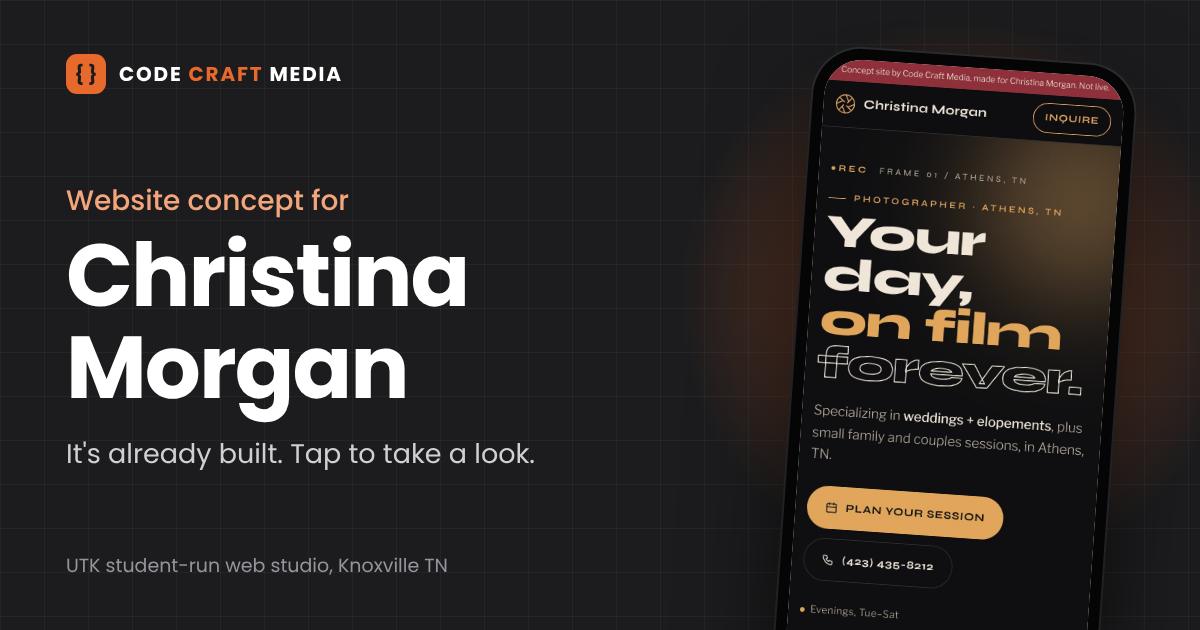 { } CODE CRAFT MEDIA
Website concept for
Christina
Morgan
It's already built. Tap to take a look.
UTK student-run web studio, Knoxville TN
Concept site by Code Craft Media, made for Christina Morgan. Not live.
Christina Morgan
INQUIRE
•REC FRAME 01 / ATHENS, TN
— PHOTOGRAPHER · ATHENS, TN
Your
day,
on film
forever.
Specializing in weddings + elopements, plus
small family and couples sessions, in Athens,
TN.
PLAN YOUR SESSION
(423) 435-8212
• Evenings, Tue–Sat